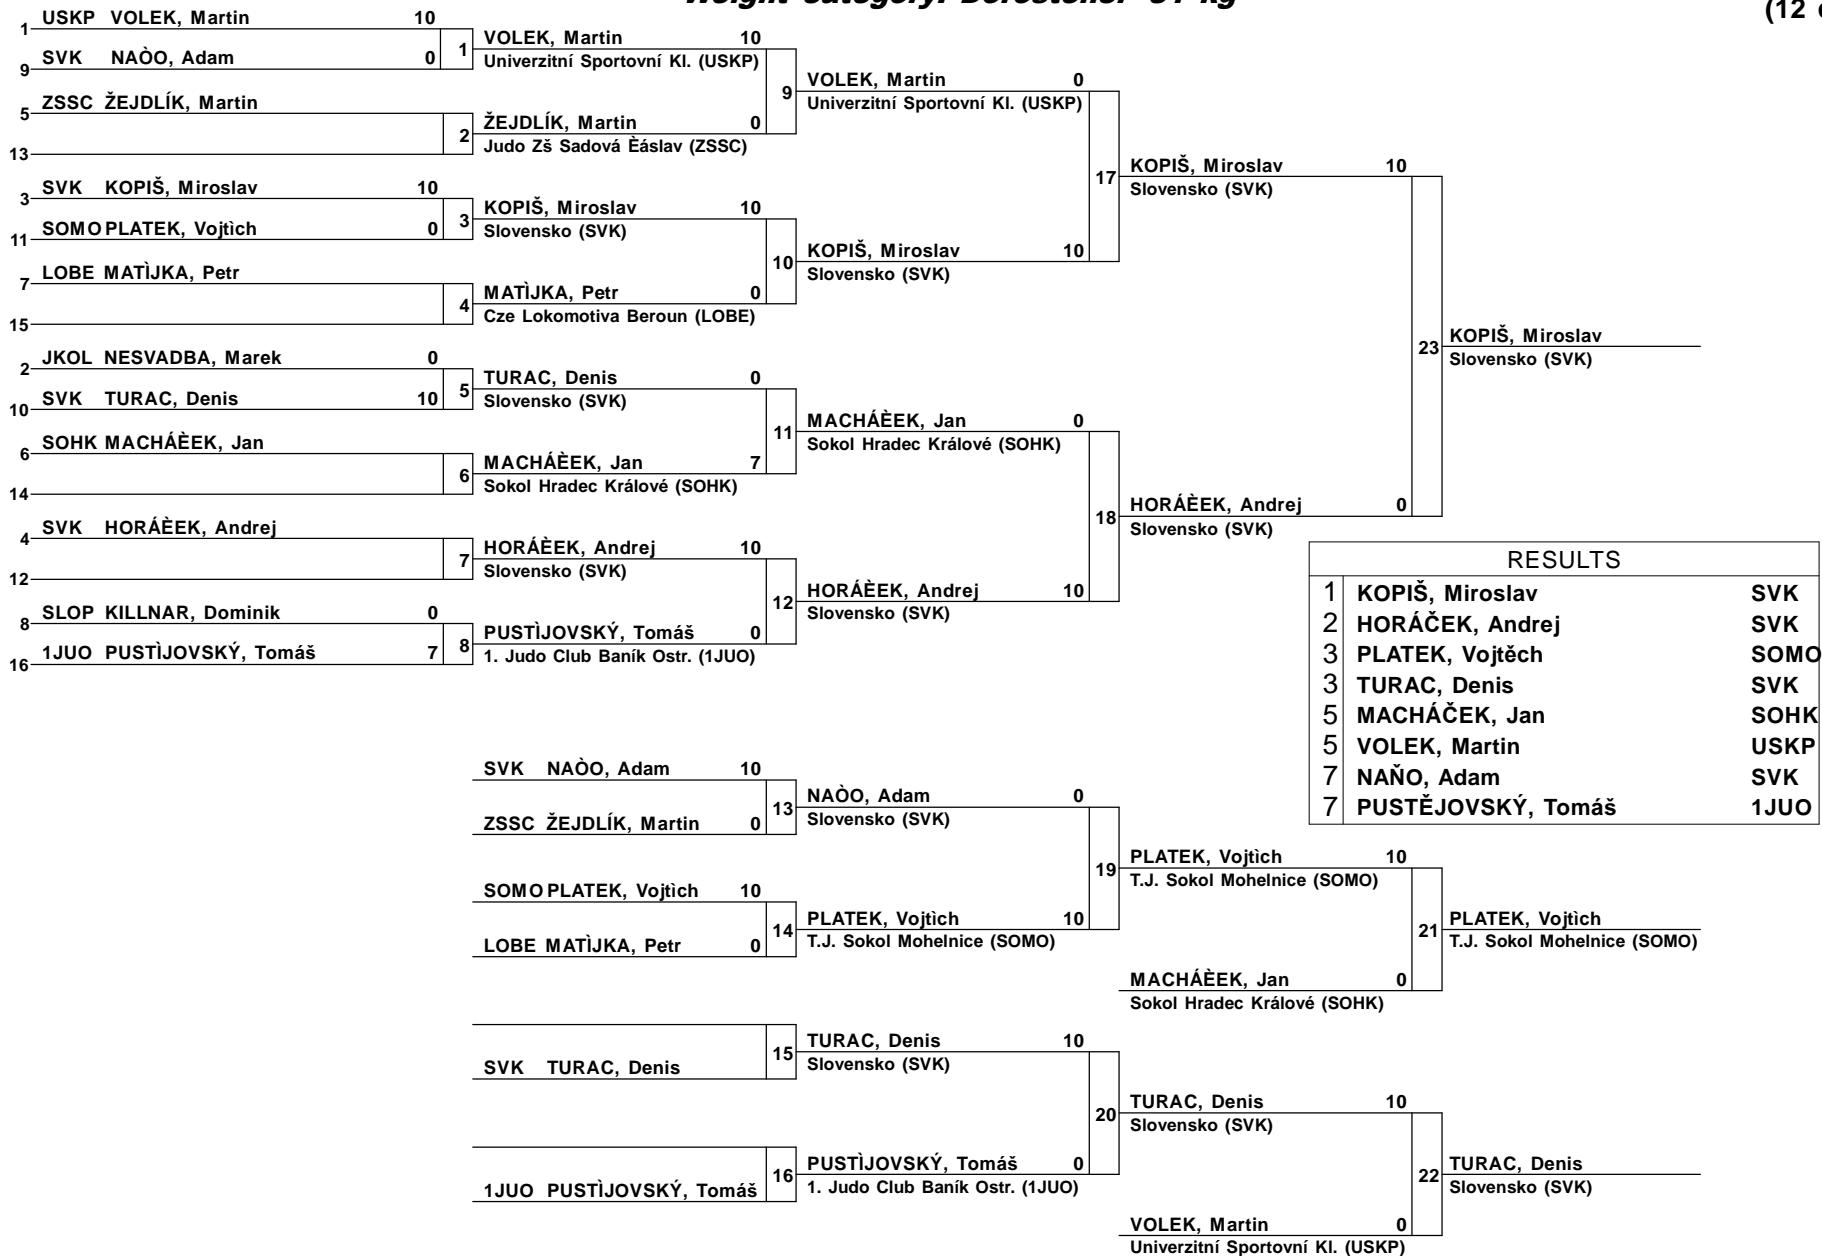 (12 c
1 USKP VOLEK, Martin 10
9 SVK NAÒO, Adam 0
1
5 ZSSC ŽEJDLÍK, Martin
13
2
3 SVK KOPIŠ, Miroslav 10
11 SOMO PLATEK, Vojtìch 0
3
7 LOBE MATÌJKA, Petr
15
4
2 JKOL NESVADBA, Marek 0
10 SVK TURAC, Denis 10
5
6 SOHK MACHÁÈEK, Jan
14
6
4 SVK HORÁÈEK, Andrej
12
7
8 SLOP KILLNAR, Dominik 0
16 1JUO PUSTÌJOVSKÝ, Tomáš 7
8
VOLEK, Martin 10
Univerzitní Sportovní Kl. (USKP)
9
ŽEJDLÍK, Martin 0
Judo Zš Sadová Èáslav (ZSSC)
KOPIŠ, Miroslav 10
Slovensko (SVK)
10
MATÌJKA, Petr 0
Cze Lokomotiva Beroun (LOBE)
TURAC, Denis 0
Slovensko (SVK)
11
MACHÁÈEK, Jan 7
Sokol Hradec Králové (SOHK)
HORÁÈEK, Andrej 10
Slovensko (SVK)
12
PUSTÌJOVSKÝ, Tomáš 0
1. Judo Club Baník Ostr. (1JUO)
VOLEK, Martin 0
Univerzitní Sportovní Kl. (USKP)
17
KOPIŠ, Miroslav 10
Slovensko (SVK)
MACHÁÈEK, Jan 0
Sokol Hradec Králové (SOHK)
18
HORÁÈEK, Andrej 10
Slovensko (SVK)
KOPIŠ, Miroslav 10
Slovensko (SVK)
23
HORÁÈEK, Andrej 0
Slovensko (SVK)
KOPIŠ, Miroslav
Slovensko (SVK)
RESULTS
1 KOPIŠ, Miroslav SVK
2 HORÁČEK, Andrej SVK
3 PLATEK, Vojtěch SOMO
3 TURAC, Denis SVK
5 MACHÁČEK, Jan SOHK
5 VOLEK, Martin USKP
7 NAŇO, Adam SVK
7 PUSTĚJOVSKÝ, Tomáš 1JUO
SVK NAÒO, Adam 10
13
ZSSC ŽEJDLÍK, Martin 0
SOMO PLATEK, Vojtìch 10
14
LOBE MATÌJKA, Petr 0
15
SVK TURAC, Denis
16
1JUO PUSTÌJOVSKÝ, Tomáš
NAÒO, Adam 0
Slovensko (SVK)
19
PLATEK, Vojtìch 10
T.J. Sokol Mohelnice (SOMO)
TURAC, Denis 10
Slovensko (SVK)
20
PUSTÌJOVSKÝ, Tomáš 0
1. Judo Club Baník Ostr. (1JUO)
PLATEK, Vojtìch 10
T.J. Sokol Mohelnice (SOMO)
21
MACHÁÈEK, Jan 0
Sokol Hradec Králové (SOHK)
TURAC, Denis 10
Slovensko (SVK)
22
VOLEK, Martin 0
Univerzitní Sportovní Kl. (USKP)
PLATEK, Vojtìch
T.J. Sokol Mohelnice (SOMO)
TURAC, Denis
Slovensko (SVK)